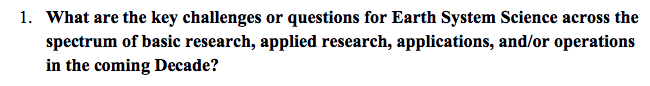 1. What are the key challenges or questions for Earth System Science across the
spectrum of basic research, applied research, applications, and/or operations
in the coming Decade?